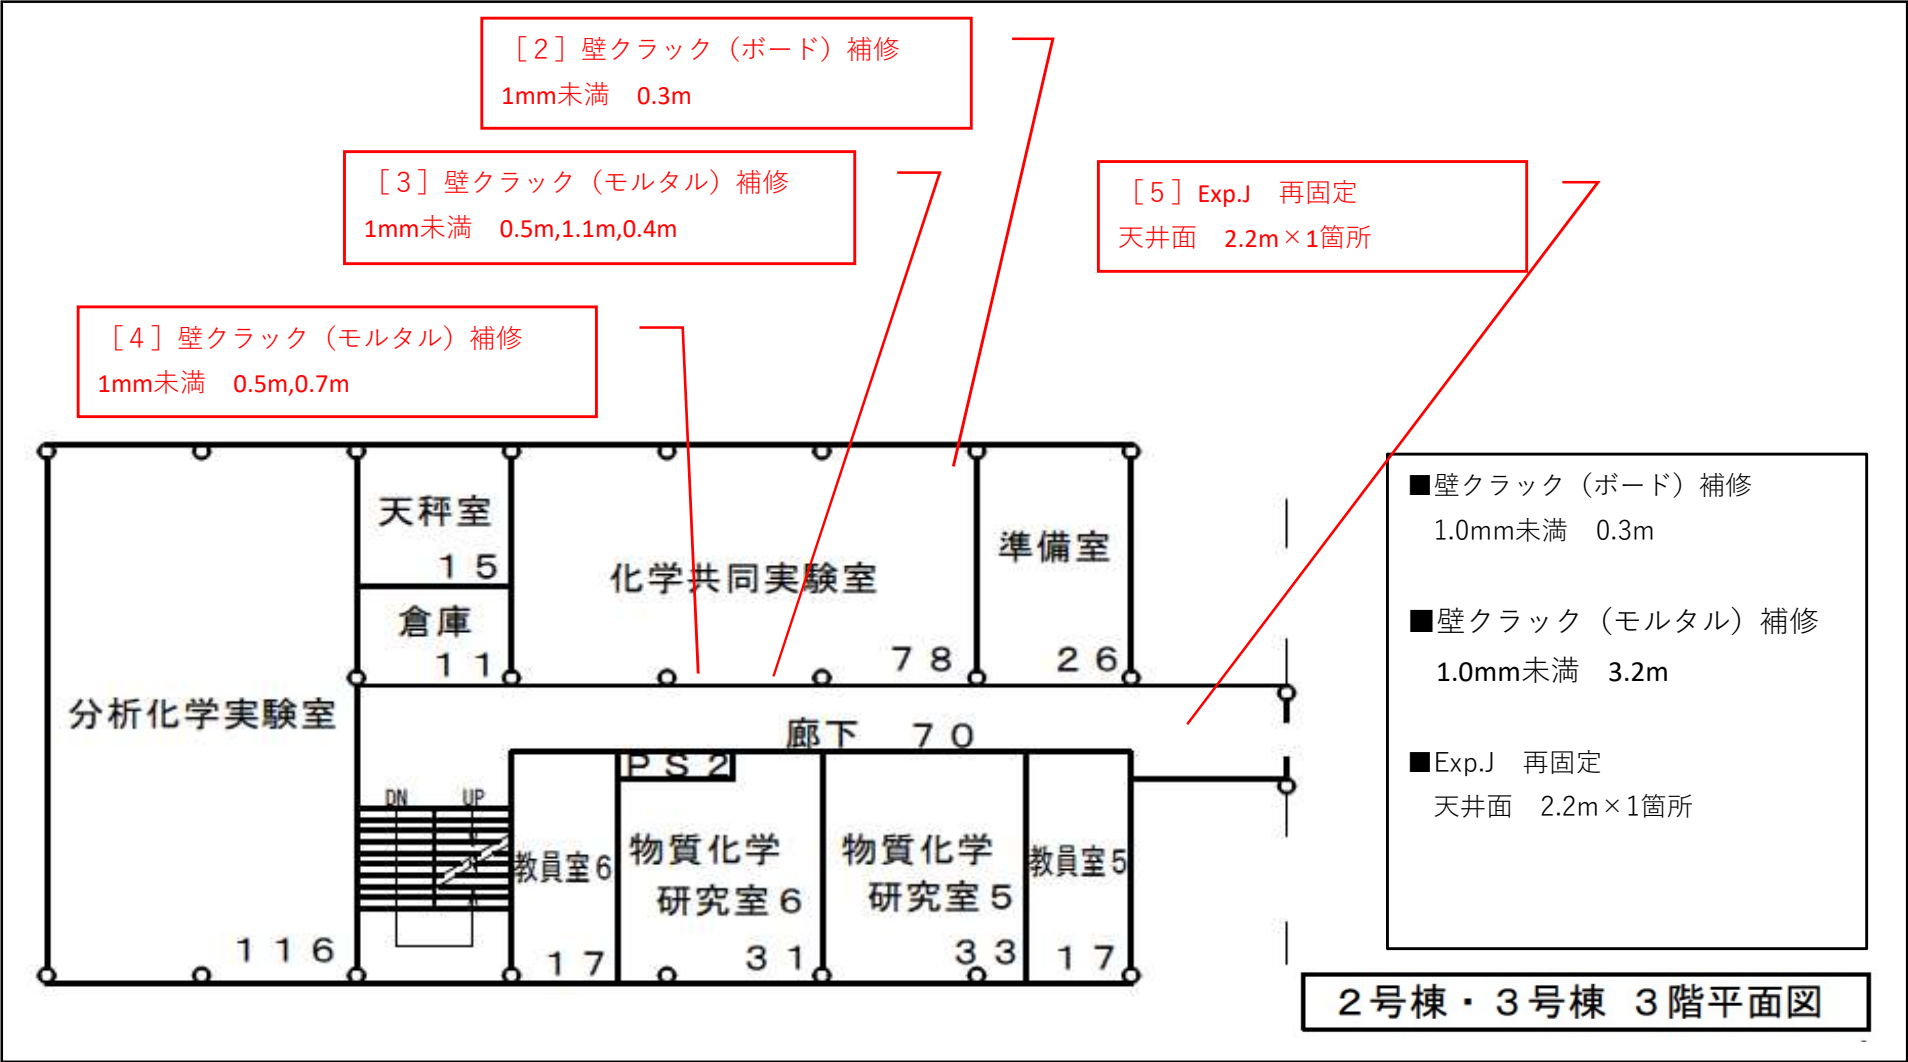 ［２］壁クラック（ボード）補修
1mm未満　0.3m
［３］壁クラック（モルタル）補修
1mm未満　0.5m,1.1m,0.4m
［５］Exp.J　再固定
天井面　2.2m×1箇所
［４］壁クラック（モルタル）補修
1mm未満　0.5m,0.7m
天秤室
１５
倉庫
１１
化学共同実験室
７８
準備室
２６
分析化学実験室
１１６
廊下　７０
ＰＳ２
DN
UP
教員室６
１７
物質化学
研究室６
３１
物質化学
研究室５
３３
教員室５
１７
■壁クラック（ボード）補修
1.0mm未満　0.3m
■壁クラック（モルタル）補修
1.0mm未満　3.2m
■Exp.J　再固定
天井面　2.2m×1箇所
２号棟・３号棟　３階平面図